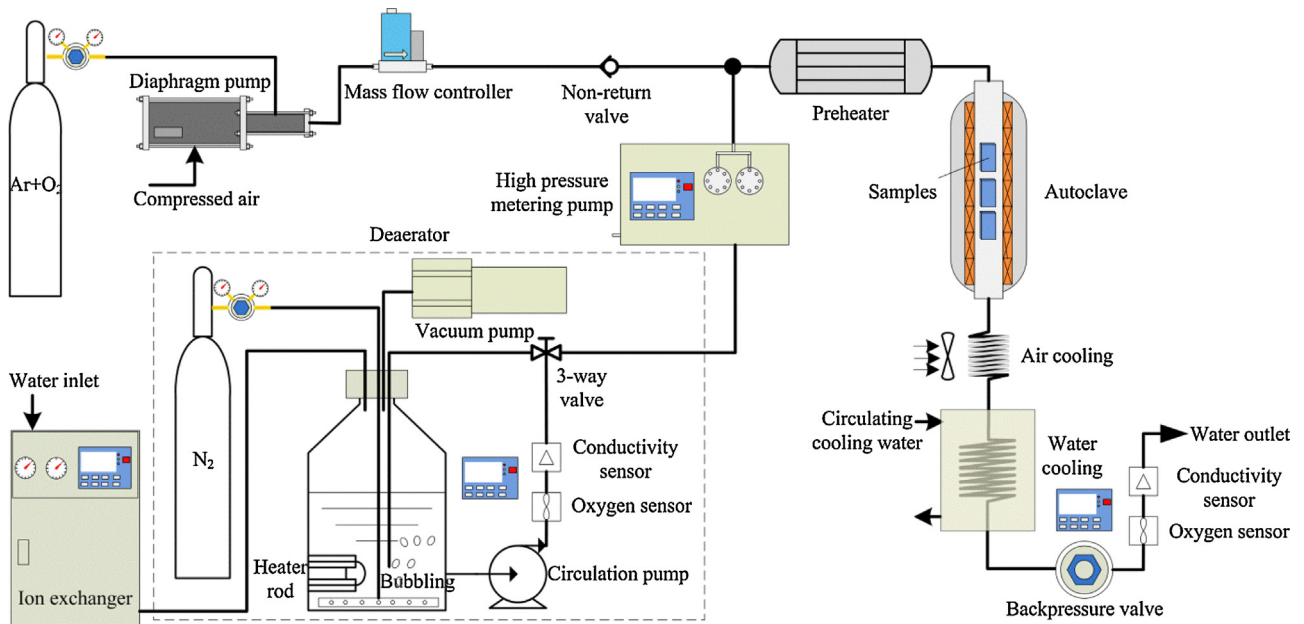 Diaphragm pump
Mass flow controller
Non-return
valve
Preheater
Ar+O₂
Compressed air
High pressure
metering pump
Samples
Autoclave
Deaerator
Vacuum pump
3-way
valve
Air cooling
Water inlet
N₂
Conductivity
sensor
Oxygen sensor
Circulating
cooling water
Water
cooling
Water outlet
Conductivity
sensor
Oxygen sensor
Heater
rod
Bubbling
Circulation pump
Ion exchanger
Backpressure valve